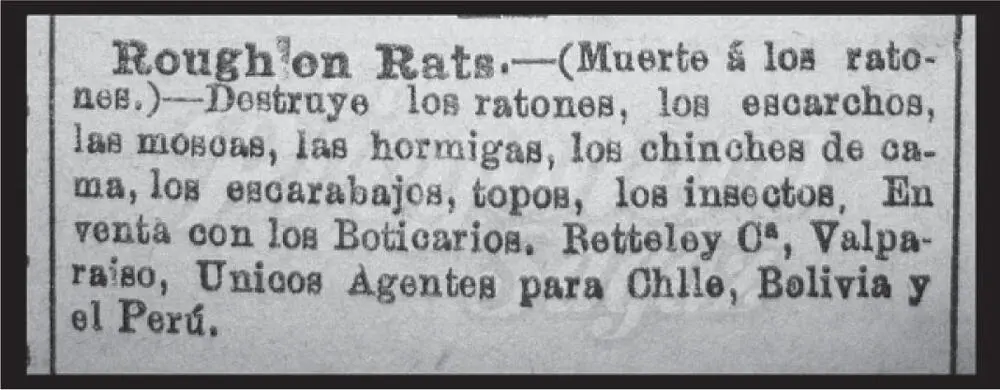 Rough on Rats.—(Muerte á los rato-
nes.)—Destruye los ratones, los escarchos,
las moscas, las hormigas, los chinches de ca-
ma, los escarabajos, topos, los insectos. En
venta con los Boticarios. Retteley Cª, Valpa-
raiso, Unicos Agentes para Chlle, Bolivia y
el Perú.